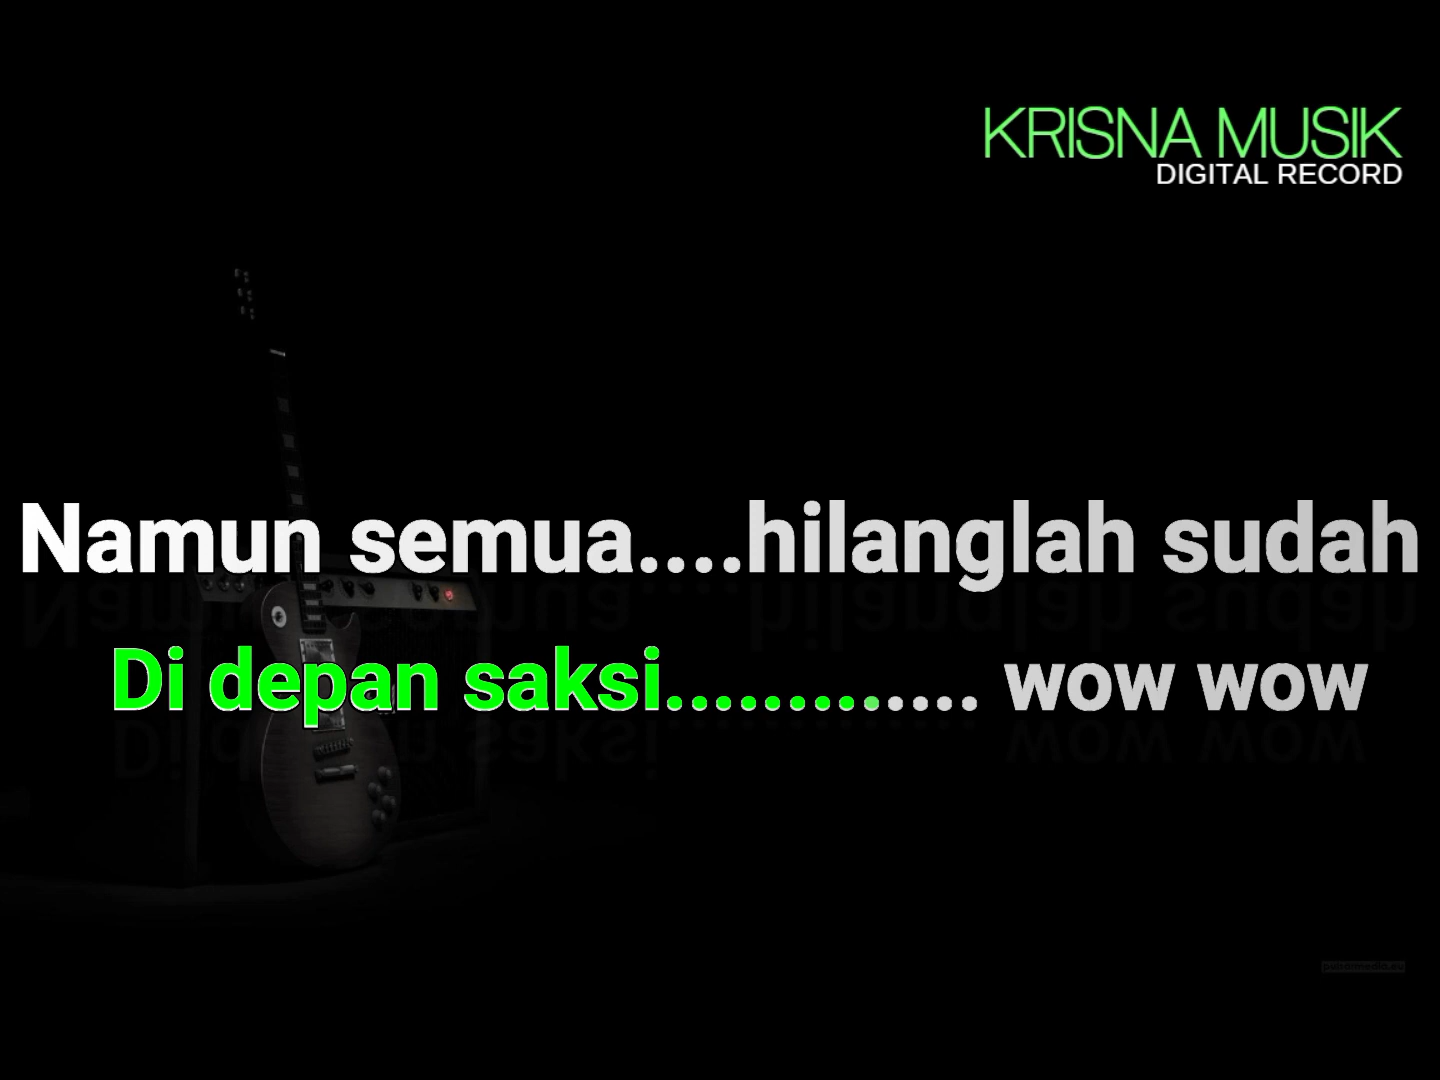 KRISNA MUSIK
DIGITAL RECORD
Namun semua....hilanglah sudah
Di depan saksi............. wow wow